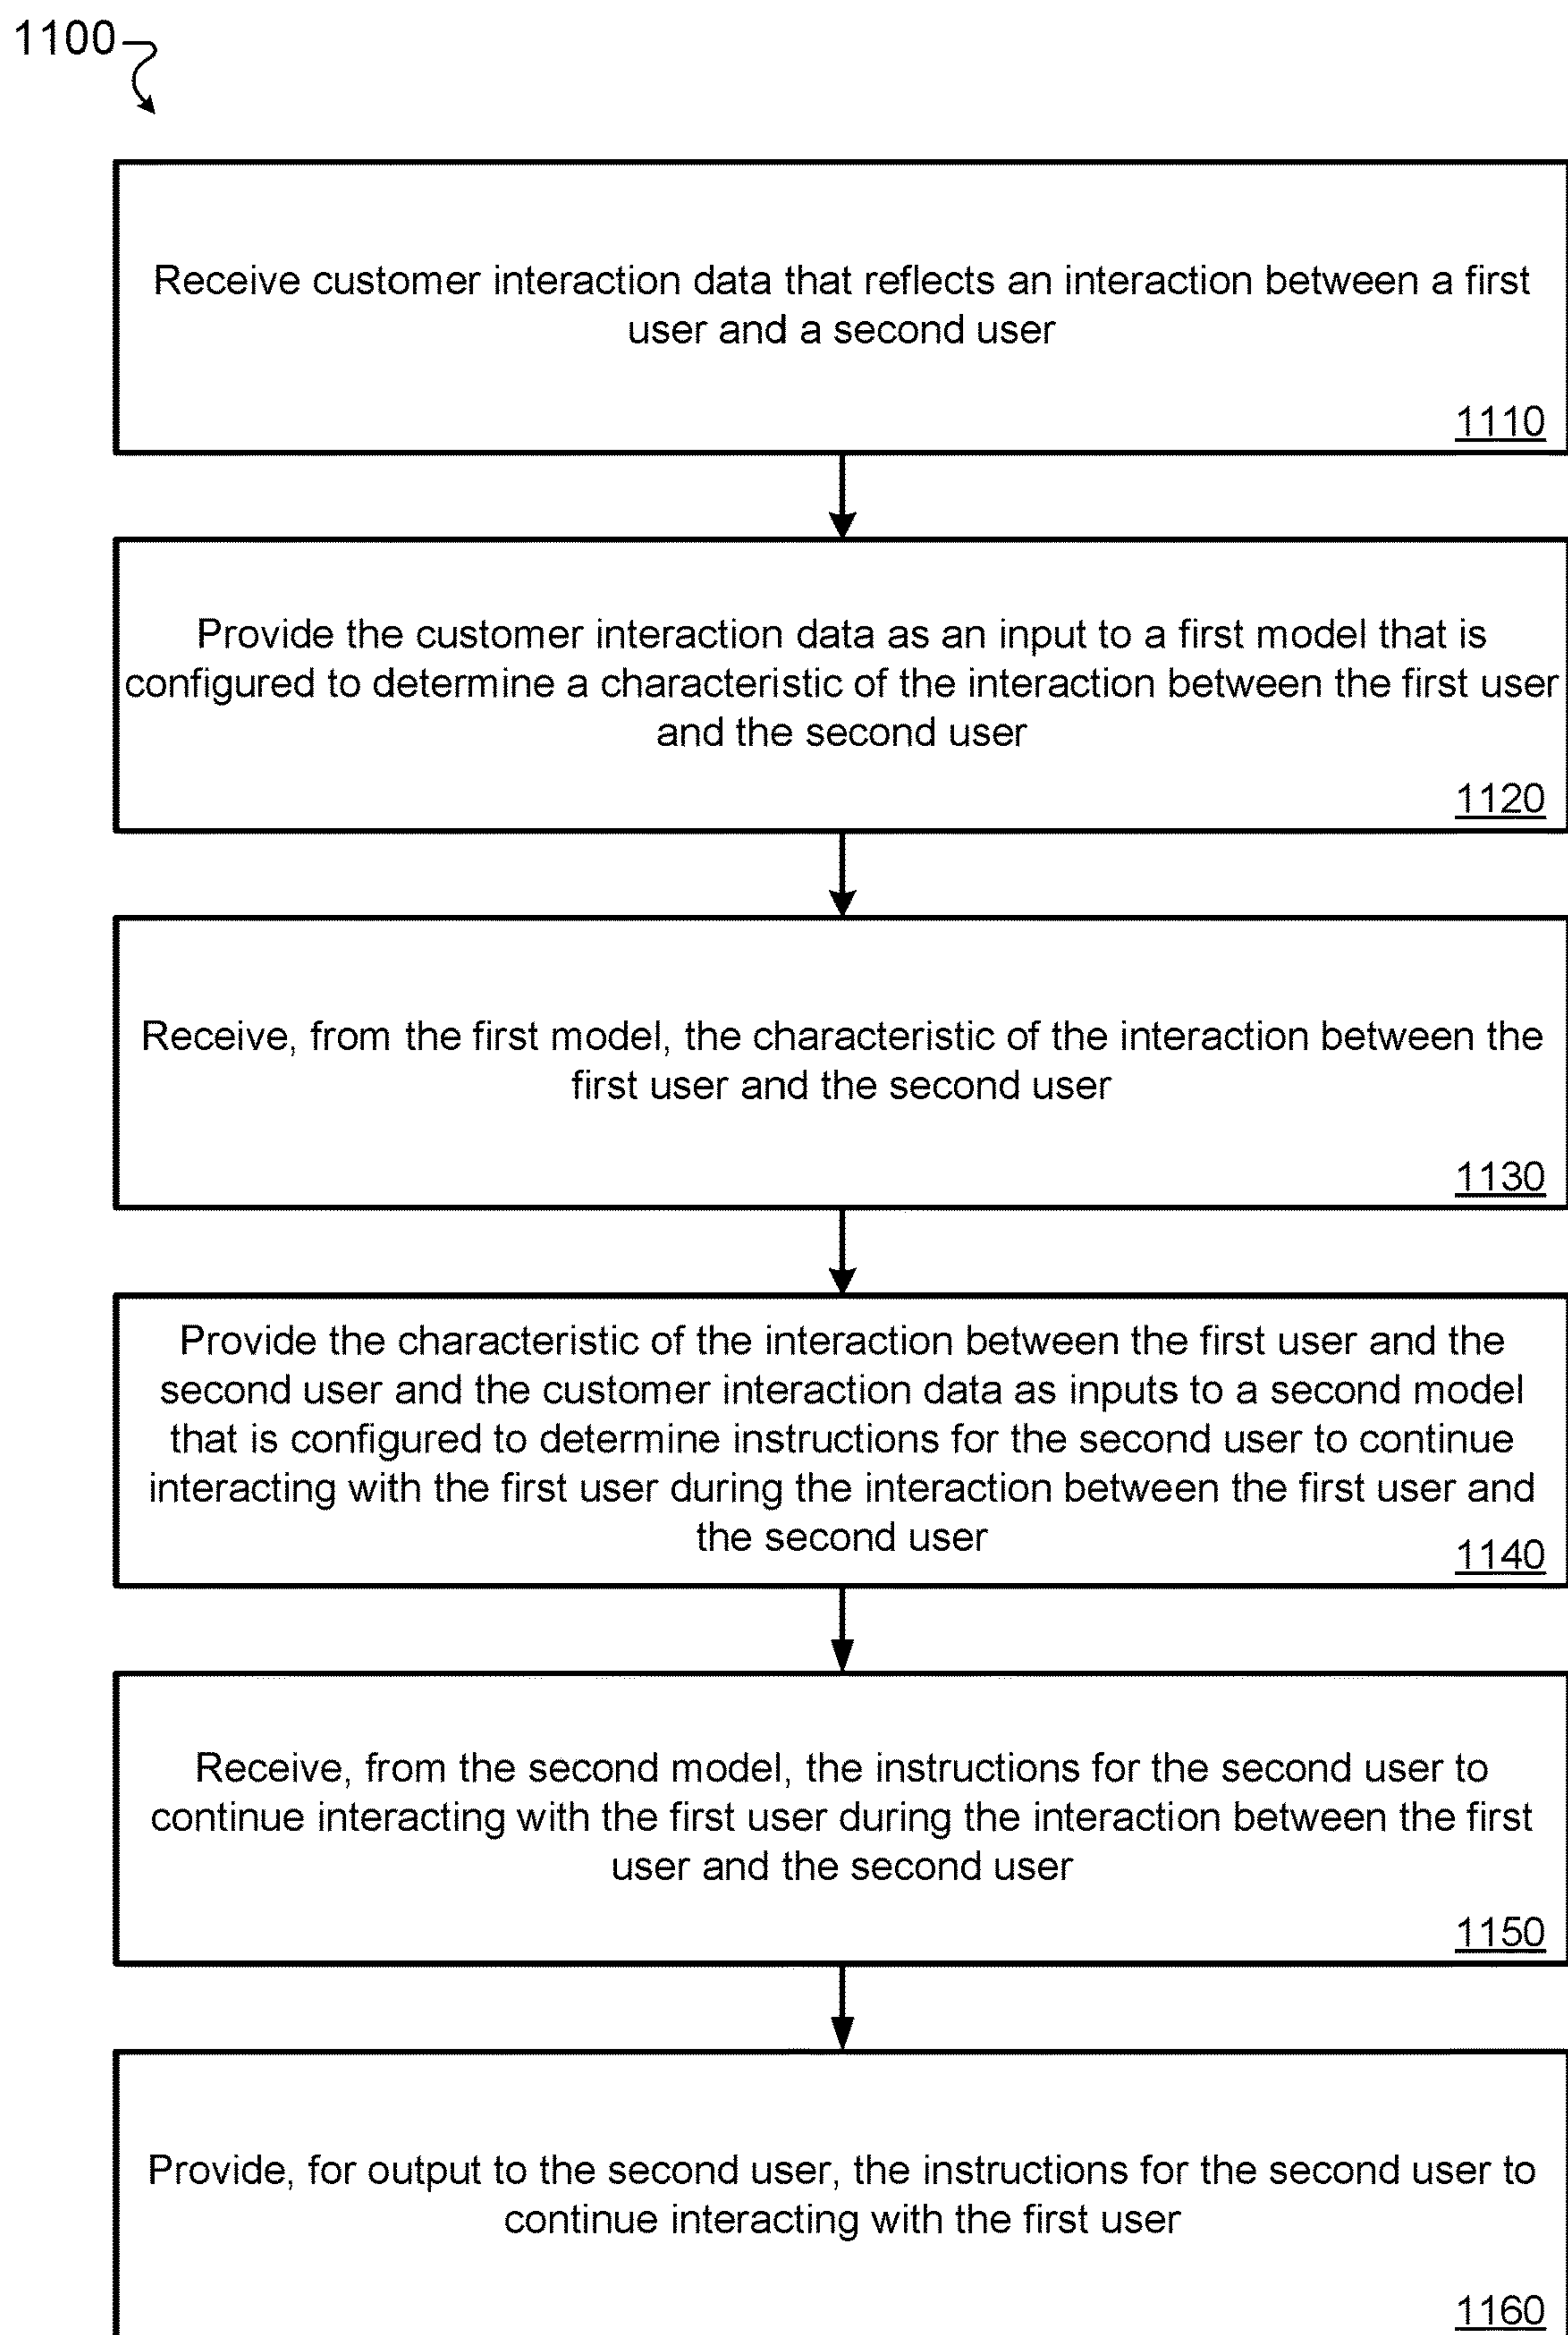 1100
Receive customer interaction data that reflects an interaction between a first
user and a second user
1110
Provide the customer interaction data as an input to a first model that is
configured to determine a characteristic of the interaction between the first user
and the second user
1120
Receive, from the first model, the characteristic of the interaction between the
first user and the second user
1130
Provide the characteristic of the interaction between the first user and the
second user and the customer interaction data as inputs to a second model
that is configured to determine instructions for the second user to continue
interacting with the first user during the interaction between the first user and
the second user
1140
Receive, from the second model, the instructions for the second user to
continue interacting with the first user during the interaction between the first
user and the second user
1150
Provide, for output to the second user, the instructions for the second user to
continue interacting with the first user
1160